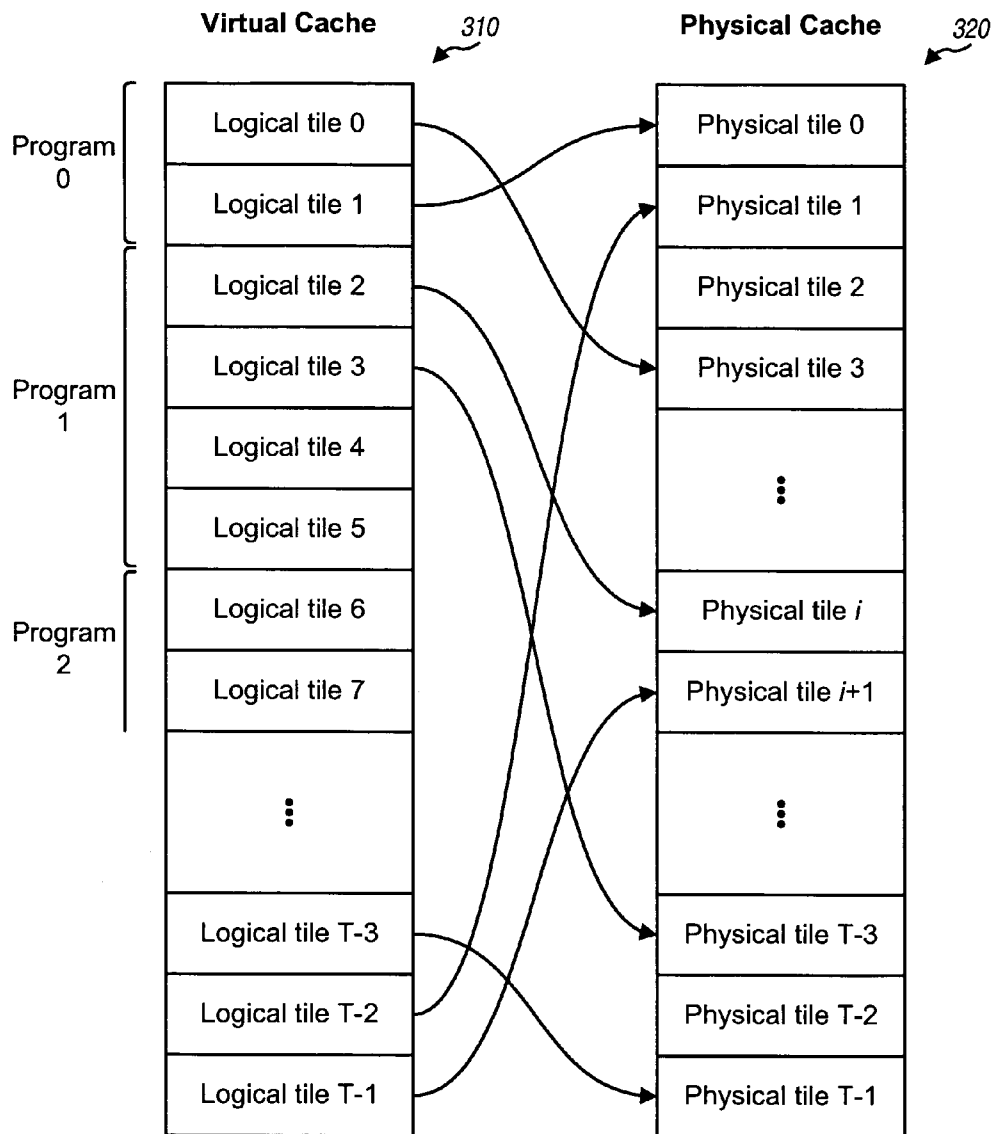 Virtual Cache
310
Physical Cache
320
Program
0
Program
1
Program
2
Logical tile 0
Logical tile 1
Logical tile 2
Logical tile 3
Logical tile 4
Logical tile 5
Logical tile 6
Logical tile 7
Logical tile T-3
Logical tile T-2
Logical tile T-1
Physical tile 0
Physical tile 1
Physical tile 2
Physical tile 3
Physical tile i
Physical tile i+1
Physical tile T-3
Physical tile T-2
Physical tile T-1